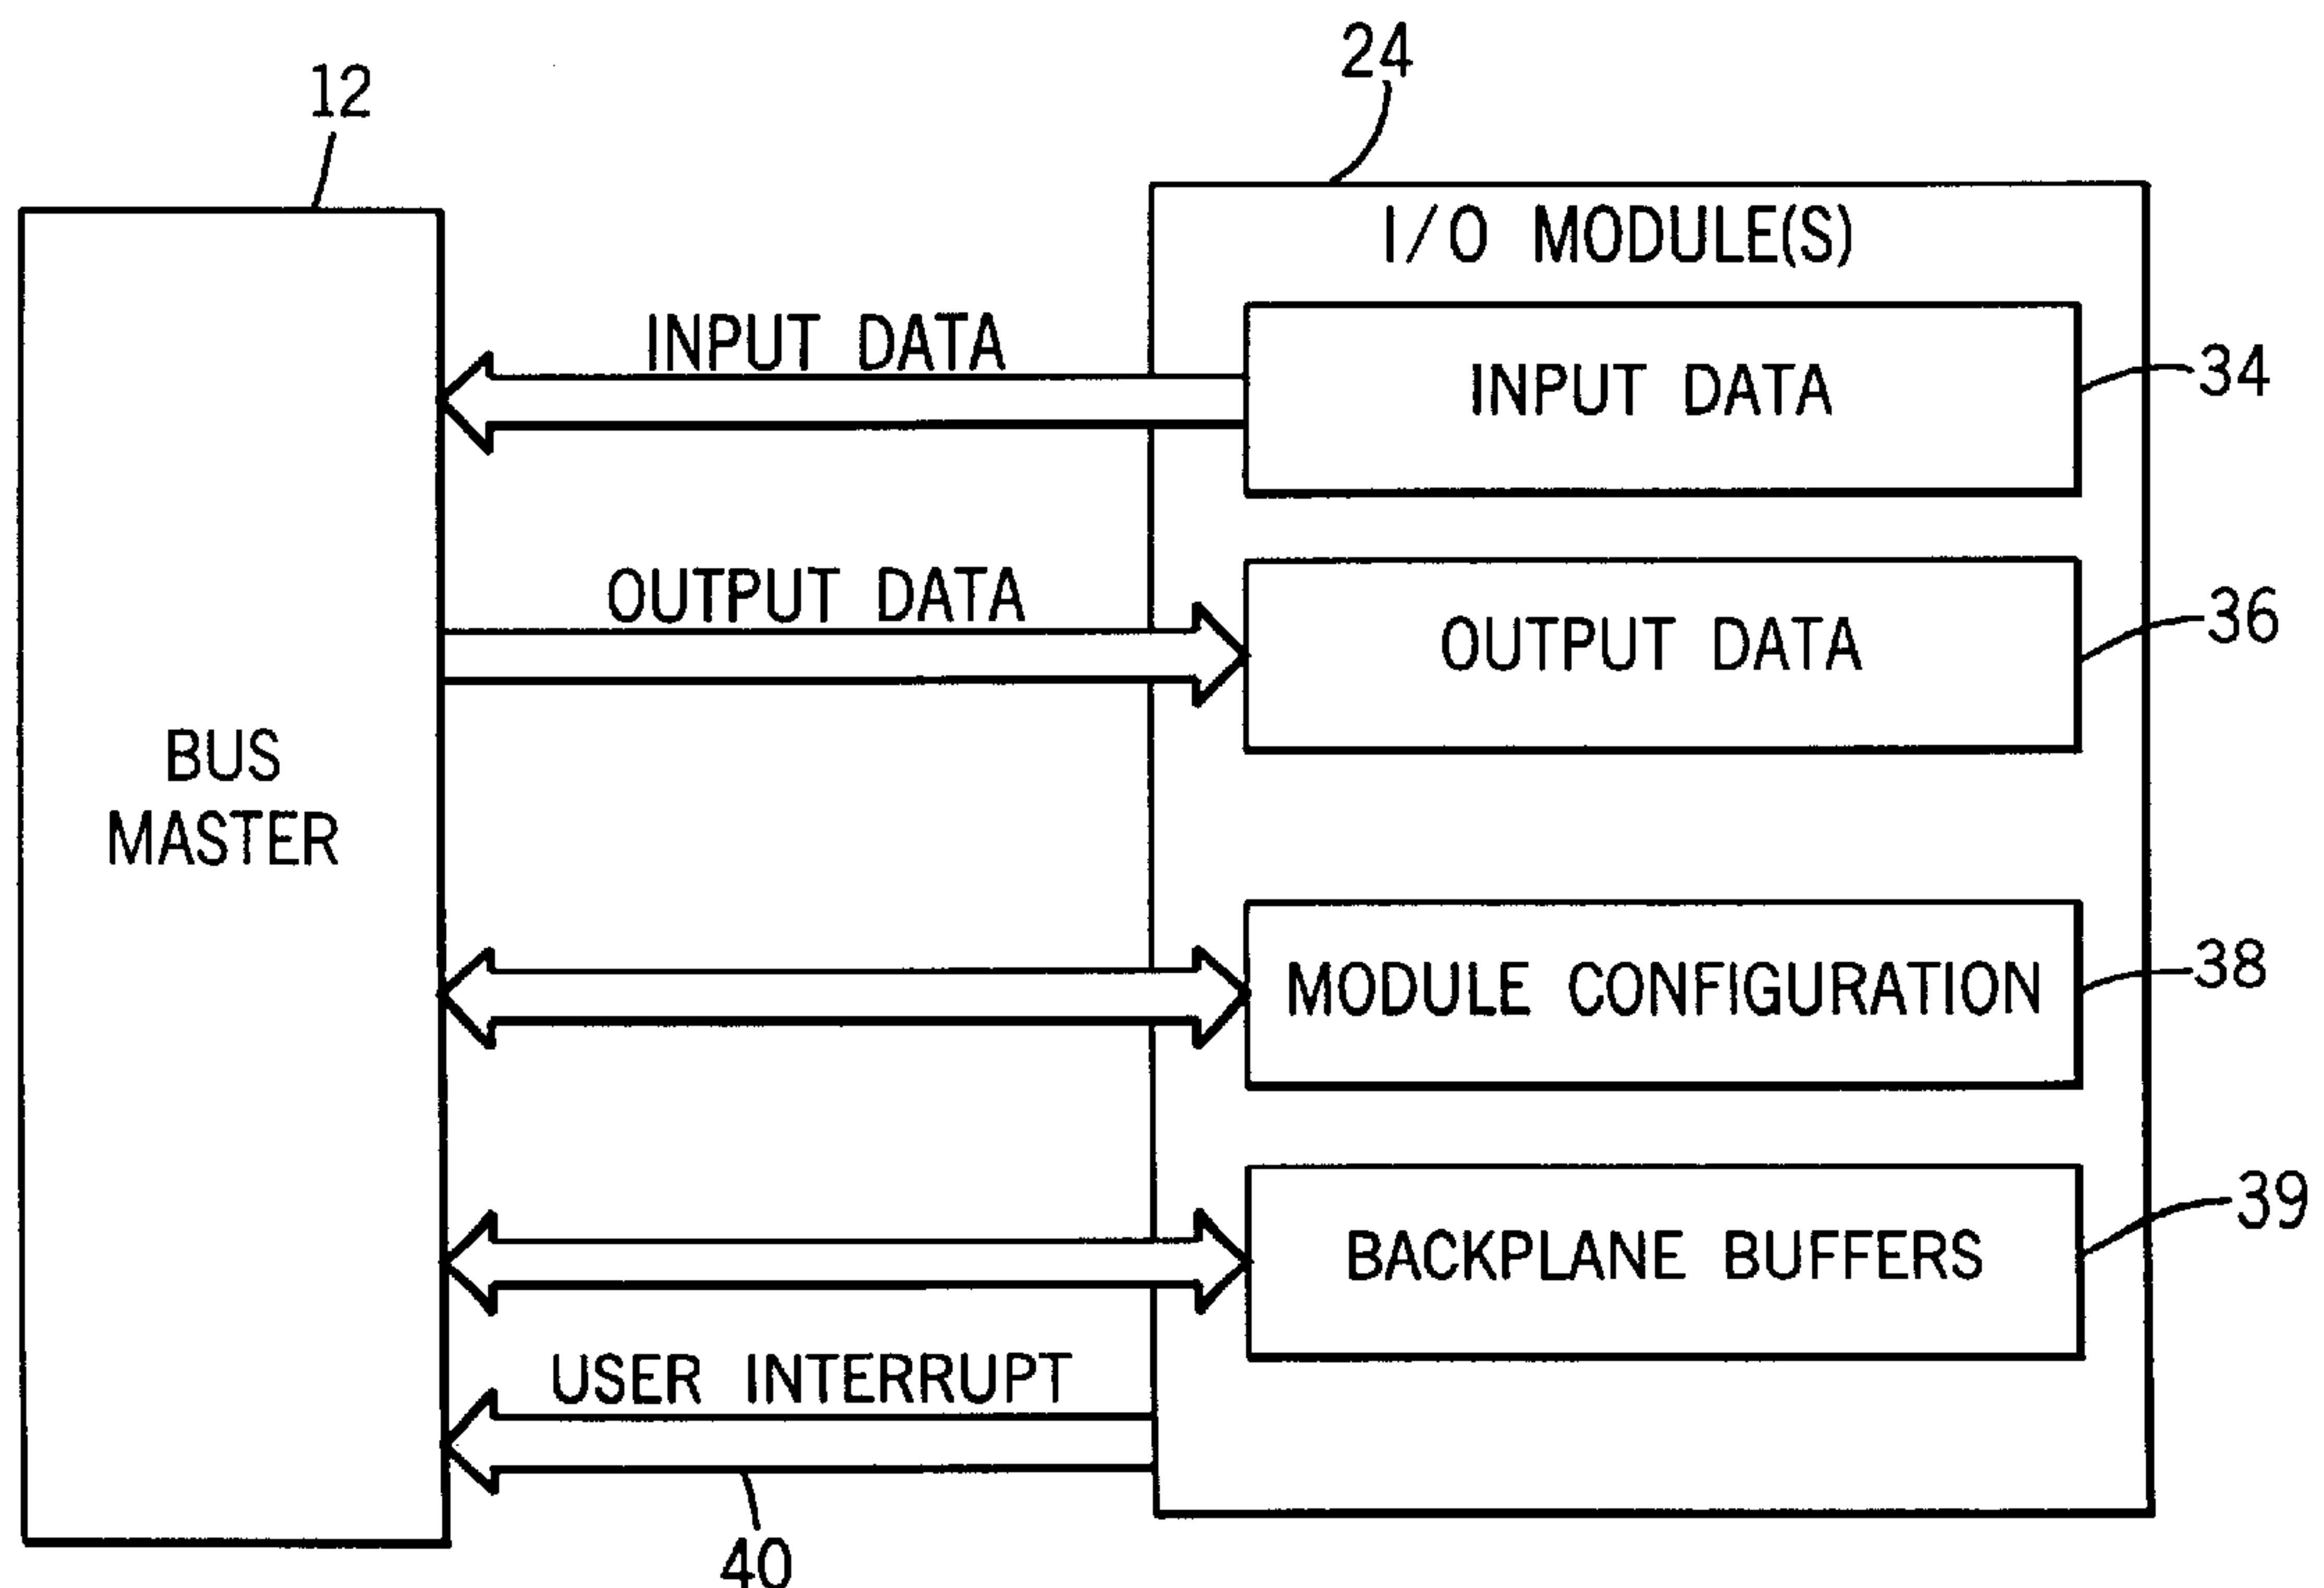 12
24
I/O MODULE(S)
INPUT DATA
INPUT DATA
34
OUTPUT DATA
OUTPUT DATA
36
BUS
MASTER
MODULE CONFIGURATION
38
BACKPLANE BUFFERS
39
USER INTERRUPT
40